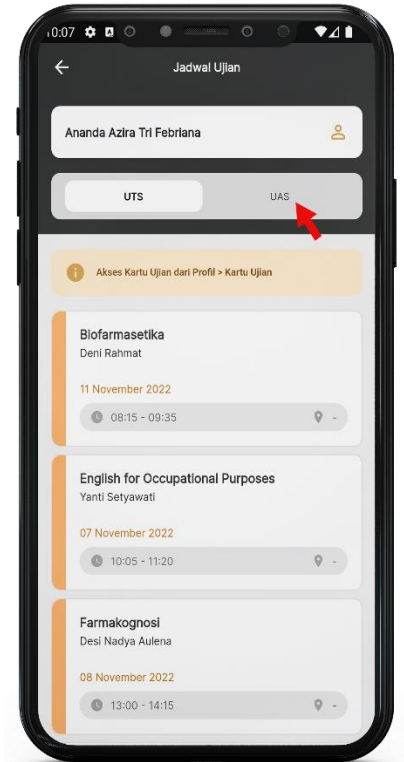 0:07
Jadwal Ujian
Ananda Azira Tri Febriana
UTS
UAS
Akses Kartu Ujian dari Profil > Kartu Ujian
Biofarmasetika
Deni Rahmat
11 November 2022
08:15 - 09:35
-
English for Occupational Purposes
Yanti Setyawati
07 November 2022
10:05 - 11:20
-
Farmakognosi
Desi Nadya Aulena
08 November 2022
13:00 - 14:15
-